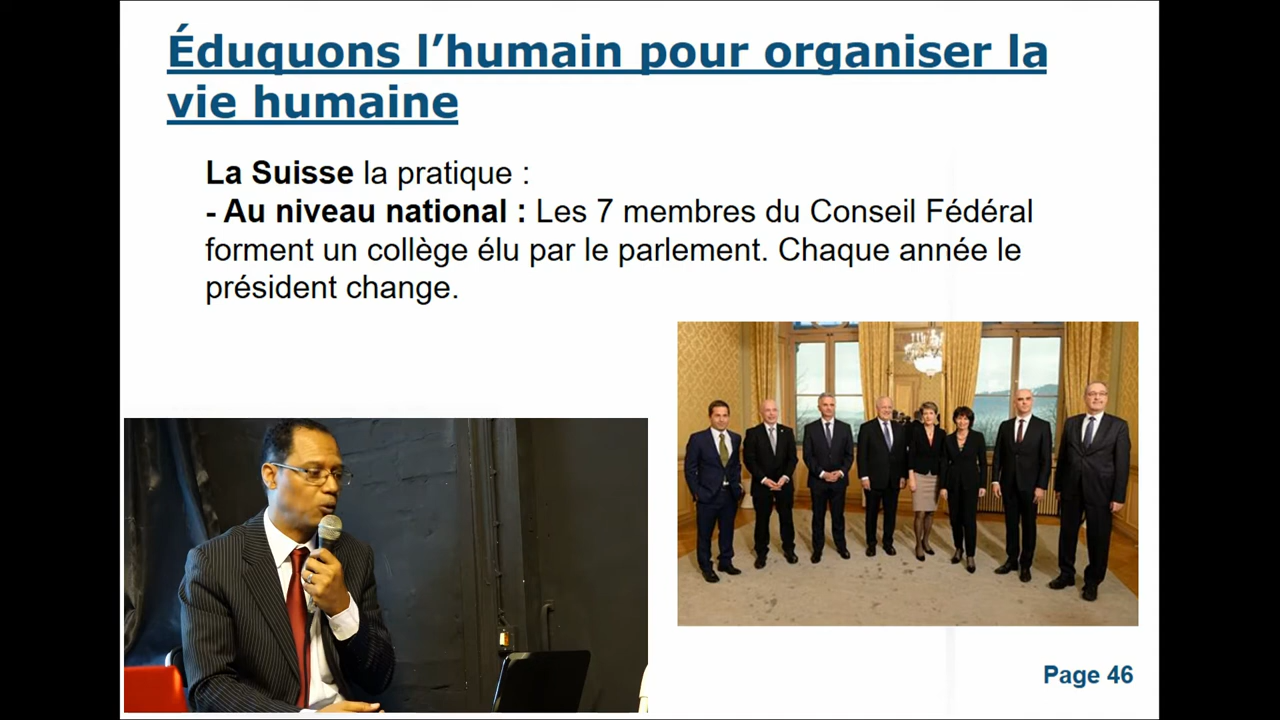 Éduquons l’humain pour organiser la
vie humaine
La Suisse la pratique :
- Au niveau national : Les 7 membres du Conseil Fédéral
forment un collège élu par le parlement. Chaque année le
président change.
Page 46